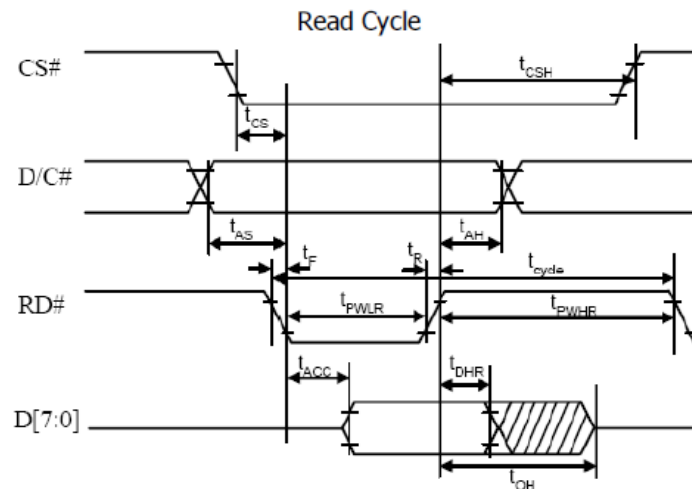 Read Cycle
CS#
tCSH
tCS
D/C#
tAS
tAH
tF
tR
tcycle
RD#
tPWLR
tPWHR
tACC
tDHR
D[7:0]
tOH